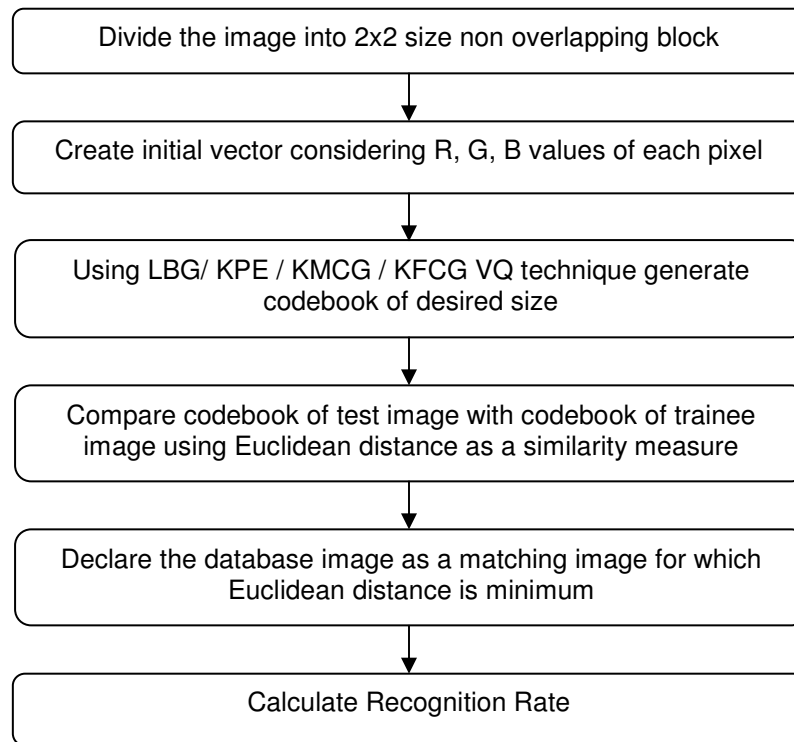 Divide the image into 2x2 size non overlapping block
Create initial vector considering R, G, B values of each pixel
Using LBG/ KPE / KMCG / KFCG VQ technique generate
codebook of desired size
Compare codebook of test image with codebook of trainee
image using Euclidean distance as a similarity measure
Declare the database image as a matching image for which
Euclidean distance is minimum
Calculate Recognition Rate